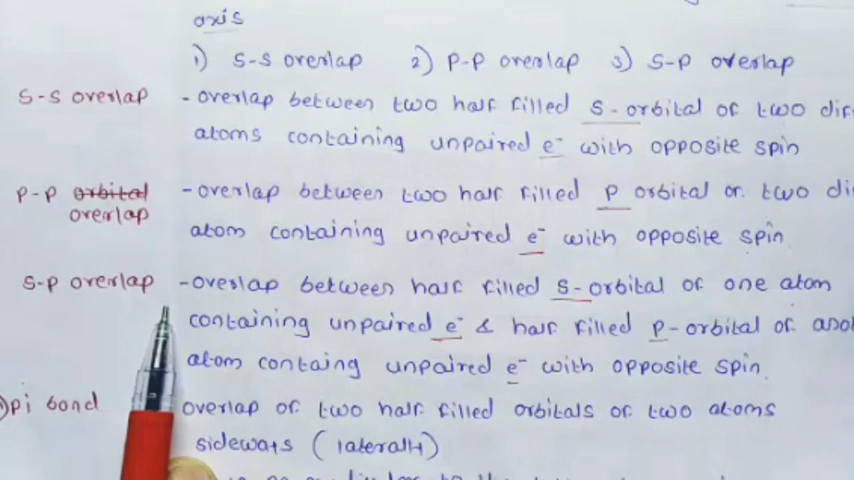 axis
1) s-s overlap 2) p-p overlap 3) s-p overlap
s-s overlap - overlap between two half filled s-orbital of two
atoms containing unpaired e⁻ with opposite spin
p-p orbital - overlap between two half filled p orbital of two
overlap
atom containing unpaired e⁻ with opposite spin
s-p overlap - overlap between half filled s-orbital of one atom
containing unpaired e⁻ & half filled p-orbital of
atom containg unpaired e⁻ with opposite spin.
pi bond overlap of two half filled orbitals of two atoms
sideways (laterally)